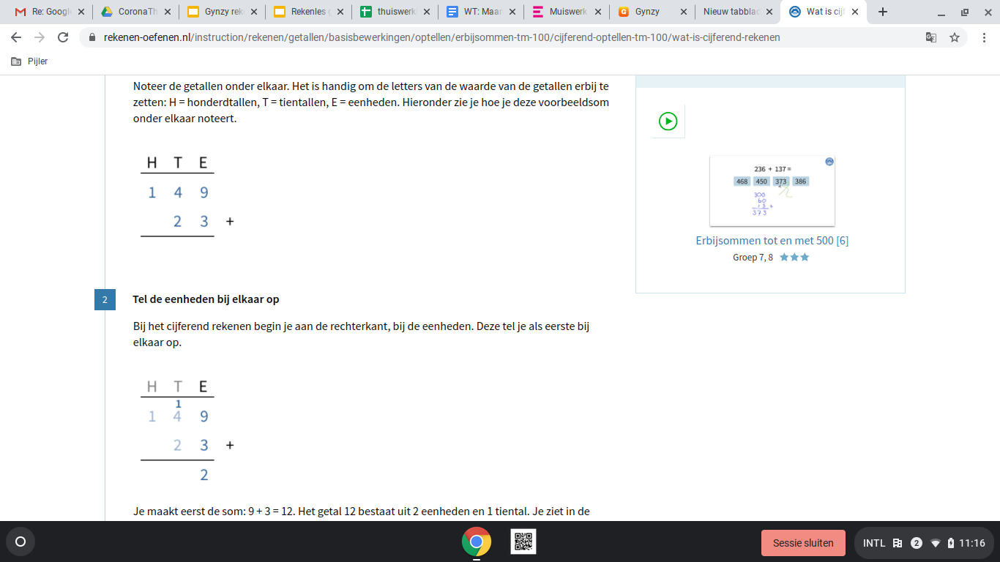 Re: Googl
CoronaTh
Gynzy rek
Rekenles g
thuiswerk
WT: Maar
Muiswerk
Gynzy
Nieuw tabbla
Wat is cijf
rekenen-oefenen.nl/instruction/rekenen/getallen/basisbewerkingen/optellen/erbijsommen-tm-100/cijferend-optellen-tm-100/wat-is-cijferend-rekenen
Pijler
Noteer de getallen onder elkaar. Het is handig om de letters van de waarde van de getallen erbij te
zetten: H = honderdtallen, T = tientallen, E = eenheden. Hieronder zie je hoe je deze voorbeeldsom
onder elkaar noteert.
H T E
1 4 9
2 3 +
2
Tel de eenheden bij elkaar op
Bij het cijferend rekenen begin je aan de rechterkant, bij de eenheden. Deze tel je als eerste bij
elkaar op.
H T E
1
1 4 9
2 3 +
2
Je maakt eerst de som: 9 + 3 = 12. Het getal 12 bestaat uit 2 eenheden en 1 tiental. Je ziet in de
236 + 137 =
468 450 373 386
300
60
13 +
373
Erbijsommen tot en met 500 [6]
Groep 7, 8
Sessie sluiten
INTL
2
11:16